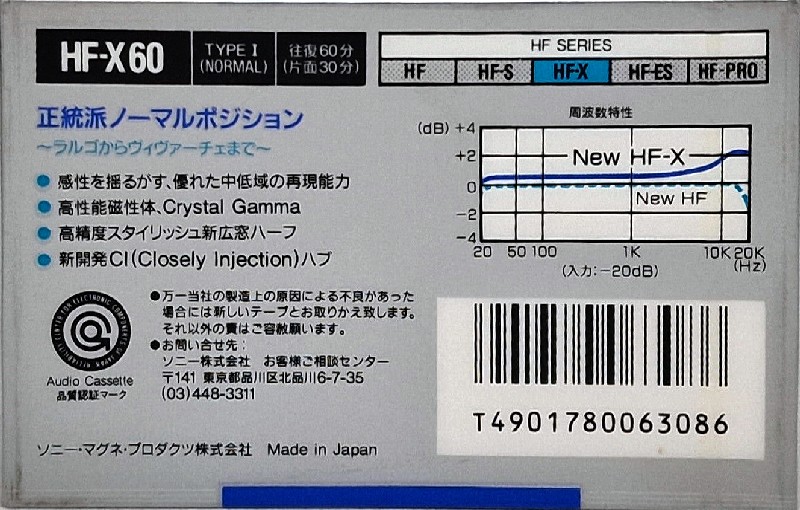 HF-X60
TYPE I
(NORMAL)
往復60分
(片面30分)
HF SERIES
HF HF-S HF-X HF-ES HF-PRO
正統派ノーマルポジション
〜ラルゴからヴィヴァーチェまで〜
●感性を揺るがす、優れた中低域の再現能力
●高性能磁性体、Crystal Gamma
●高精度スタイリッシュ新広窓ハーフ
●新開発CI(Closely Injection)ハブ
周波数特性
(dB) +4
+2
0
-2
-4
New HF-X
New HF
20 50 100 1K 10K 20K
(Hz)
(入力:-20dB)
Audio Cassette
品質認証マーク
●万一当社の製造上の原因による不良があった
場合には新しいテープとお取りかえ致します。
それ以外の責はご容赦願います。
●お問い合せ先:
ソニー株式会社 お客様ご相談センター
〒141 東京都品川区北品川6-7-35
(03)448-3311
T4901780063086
ソニー・マグネ・プロダクツ株式会社 Made in Japan